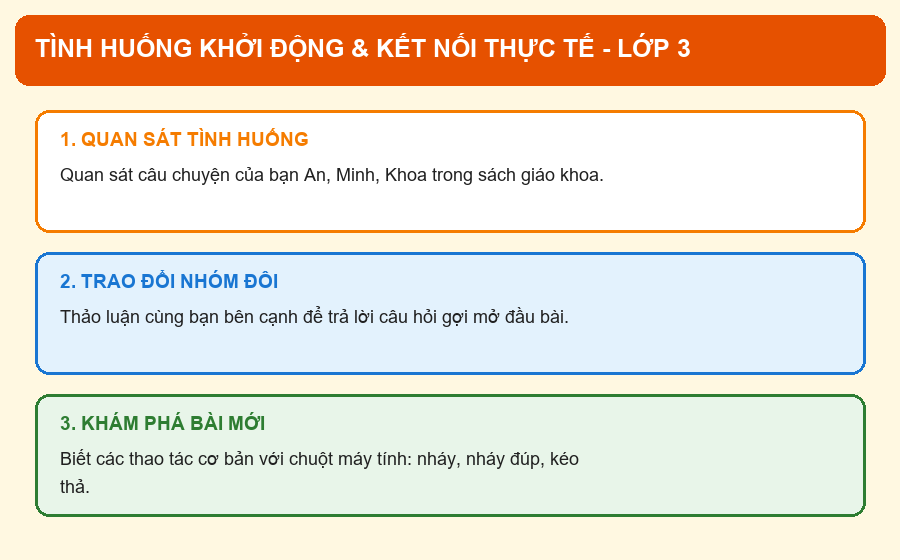 TÌNH HUỐNG KHỞI ĐỘNG & KẾT NỐI THỰC TẾ - LỚP 3
1. QUAN SÁT TÌNH HUỐNG
Quan sát câu chuyện của bạn An, Minh, Khoa trong sách giáo khoa.
2. TRAO ĐỔI NHÓM ĐÔI
Thảo luận cùng bạn bên cạnh để trả lời câu hỏi gợi mở đầu bài.
3. KHÁM PHÁ BÀI MỚI
Biết các thao tác cơ bản với chuột máy tính: nháy, nháy đúp, kéo
thả.